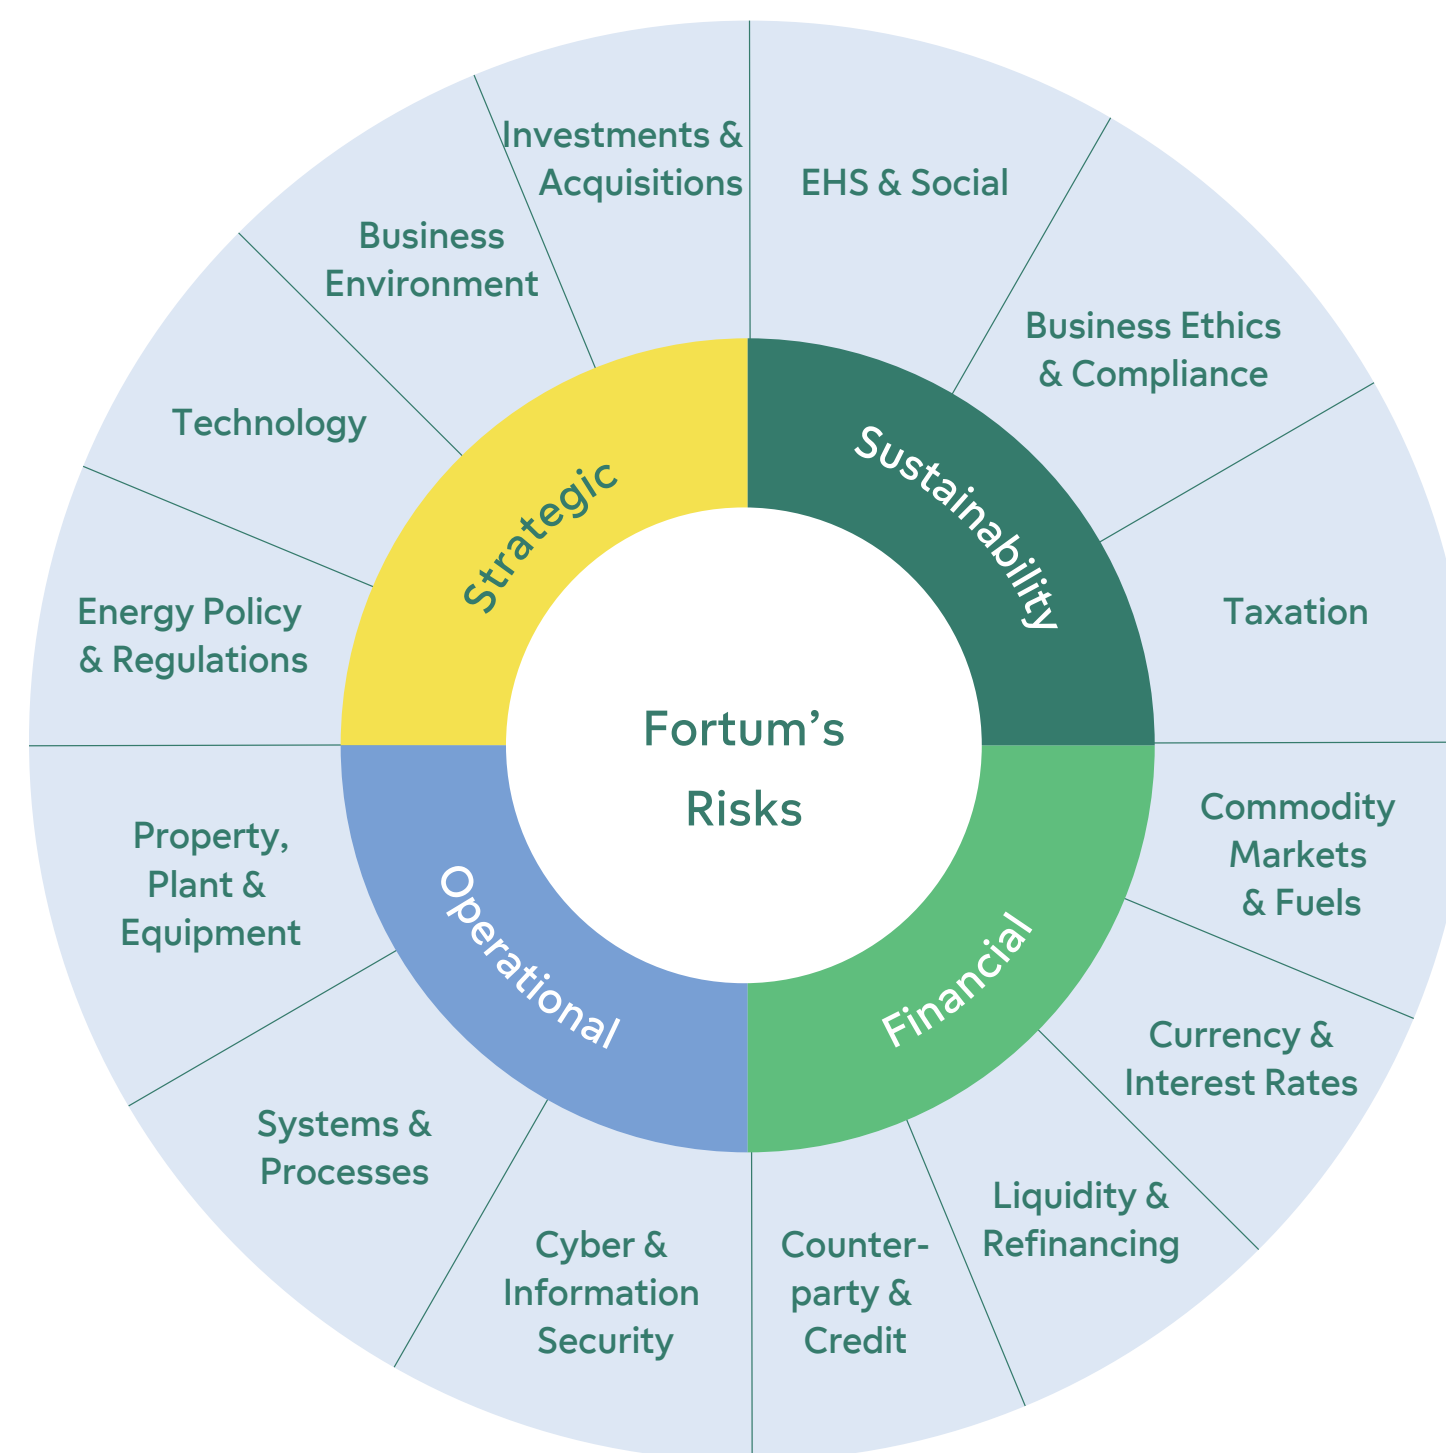 Fortum’s
Risks
Strategic
Sustainability
Financial
Operational
Investments &
Acquisitions
EHS & Social
Business Ethics
& Compliance
Taxation
Commodity
Markets
& Fuels
Currency &
Interest Rates
Liquidity &
Refinancing
Counter-
party &
Credit
Cyber &
Information
Security
Systems &
Processes
Property,
Plant &
Equipment
Energy Policy
& Regulations
Technology
Business
Environment